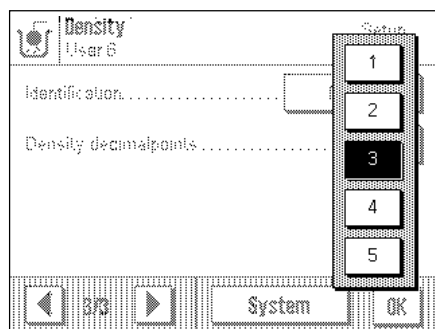 Density
User 6
Setup
Identification
Density decimalpoints
1
2
3
4
5
3/3
System
OK